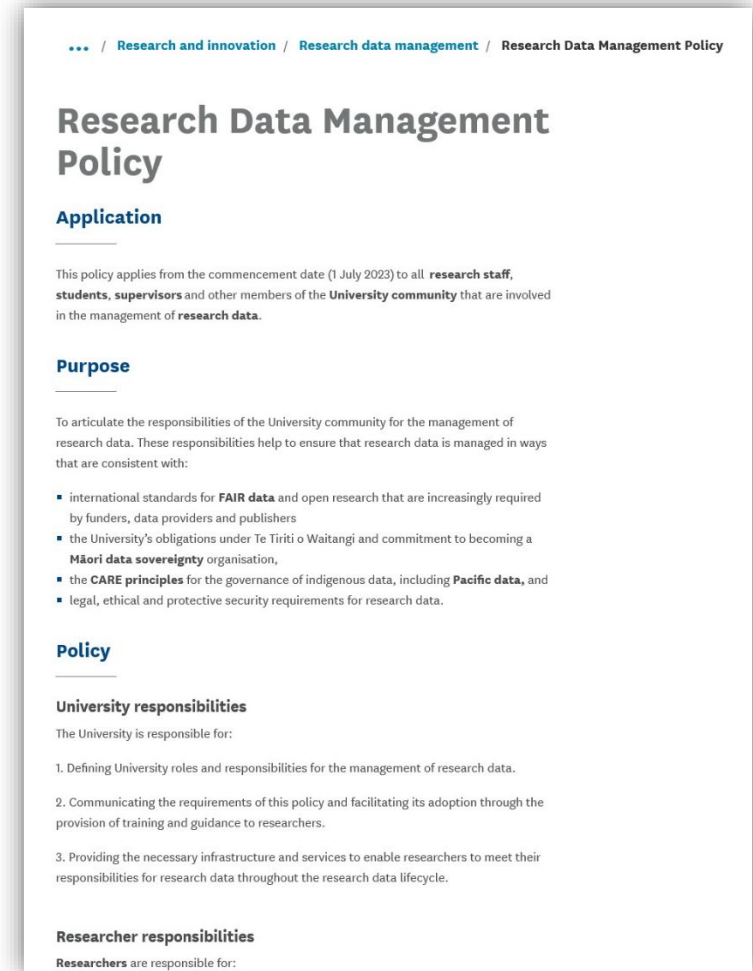 ... / Research and innovation / Research data management / Research Data Management Policy
Research Data Management
Policy
Application
This policy applies from the commencement date (1 July 2023) to all research staff,
students, supervisors and other members of the University community that are involved
in the management of research data.
Purpose
To articulate the responsibilities of the University community for the management of
research data. These responsibilities help to ensure that research data is managed in ways
that are consistent with:
▪ international standards for FAIR data and open research that are increasingly required
by funders, data providers and publishers
▪ the University's obligations under Te Tiriti o Waitangi and commitment to becoming a
Māori data sovereignty organisation,
▪ the CARE principles for the governance of indigenous data, including Pacific data, and
▪ legal, ethical and protective security requirements for research data.
Policy
University responsibilities
The University is responsible for:
1. Defining University roles and responsibilities for the management of research data.
2. Communicating the requirements of this policy and facilitating its adoption through the
provision of training and guidance to researchers.
3. Providing the necessary infrastructure and services to enable researchers to meet their
responsibilities for research data throughout the research data lifecycle.
Researcher responsibilities
Researchers are responsible for: